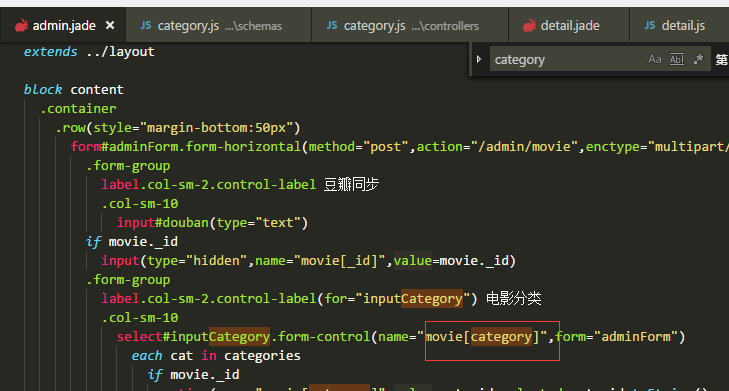 admin.jade × JS category.js ...\schemas JS category.js ...\controllers detail.jade JS detail.js
extends ../layout
category Aa Abl .* 第
block content
.container
.row(style="margin-bottom:50px")
form#adminForm.form-horizontal(method="post",action="/admin/movie",enctype="multipart/
.form-group
label.col-sm-2.control-label 豆瓣同步
.col-sm-10
input#douban(type="text")
if movie._id
input(type="hidden",name="movie[_id]",value=movie._id)
.form-group
label.col-sm-2.control-label(for="inputCategory") 电影分类
.col-sm-10
select#inputCategory.form-control(name="movie[category]",form="adminForm")
each cat in categories
if movie._id